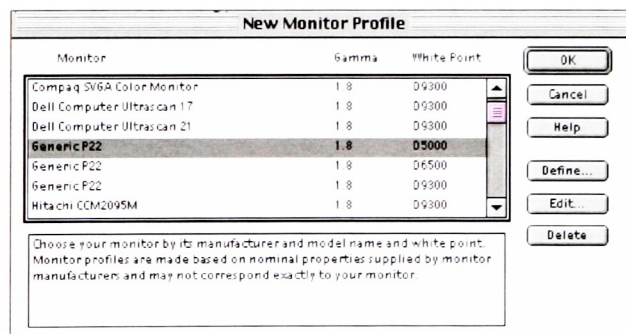 New Monitor Profile
Monitor Gamma White Point
Compaq SVGA Color Monitor 1.8 D9300
Dell Computer Ultrascan 17 1.8 D9300
Dell Computer Ultrascan 21 1.8 D9300
Generic P22 1.8 D5000
Generic P22 1.8 D6500
Generic P22 1.8 D9300
Hitachi CCM2095M 1.8 D9300
OK
Cancel
Help
Define...
Edit...
Delete
Choose your monitor by its manufacturer and model name and white point.
Monitor profiles are made based on nominal properties supplied by monitor
manufacturers and may not correspond exactly to your monitor.